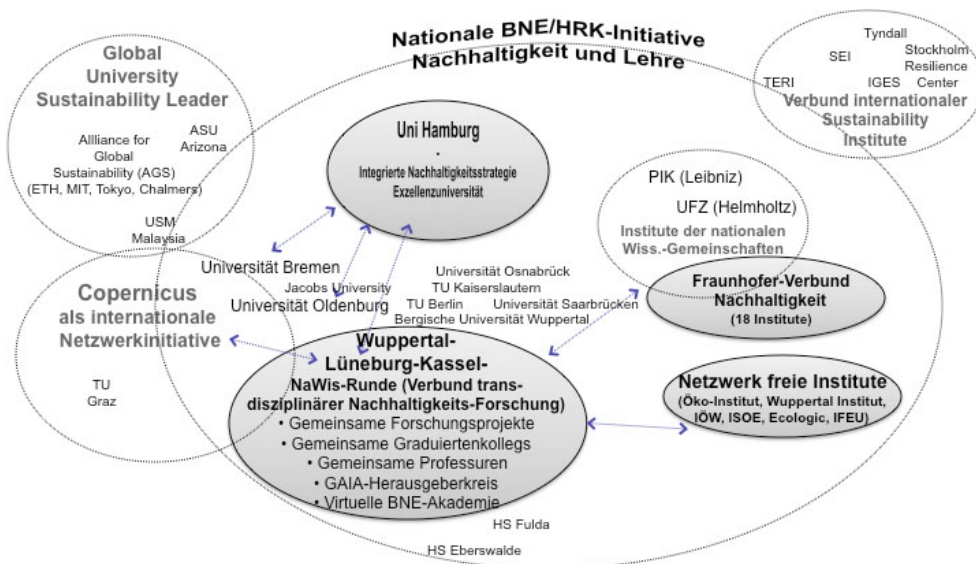 Nationale BNE/HRK-Initiative
Nachhaltigkeit und Lehre
Global
University
Sustainability Leader
Allliance for
Global
Sustainability (AGS)
(ETH, MIT, Tokyo, Chalmers)
ASU
Arizona
USM
Malaysia
Tyndall
SEI
Stockholm
Resilience
Center
TERI
IGES
Verbund internationaler
Sustainability
Institute
Uni Hamburg
-
Integrierte Nachhaltigkeitsstrategie
Exzellenzuniversität
PIK (Leibniz)
UFZ (Helmholtz)
Institute der nationalen
Wiss.-Gemeinschaften
Fraunhofer-Verbund
Nachhaltigkeit
(18 Institute)
Universität Bremen
Jacobs University
Universität Oldenburg
Universität Osnabrück
TU Kaiserslautern
TU Berlin
Universität Saarbrücken
Bergische Universität Wuppertal
Copernicus
als internationale
Netzwerkinitiative
TU
Graz
Wuppertal-
Lüneburg-Kassel-
NaWis-Runde (Verbund trans-
disziplinärer Nachhaltigkeits-Forschung)
• Gemeinsame Forschungsprojekte
• Gemeinsame Graduiertenkollegs
• Gemeinsame Professuren
• GAIA-Herausgeberkreis
• Virtuelle BNE-Akademie
Netzwerk freie Institute
(Öko-Institut, Wuppertal Institut,
IÖW, ISOE, Ecologic, IFEU)
HS Fulda
HS Eberswalde